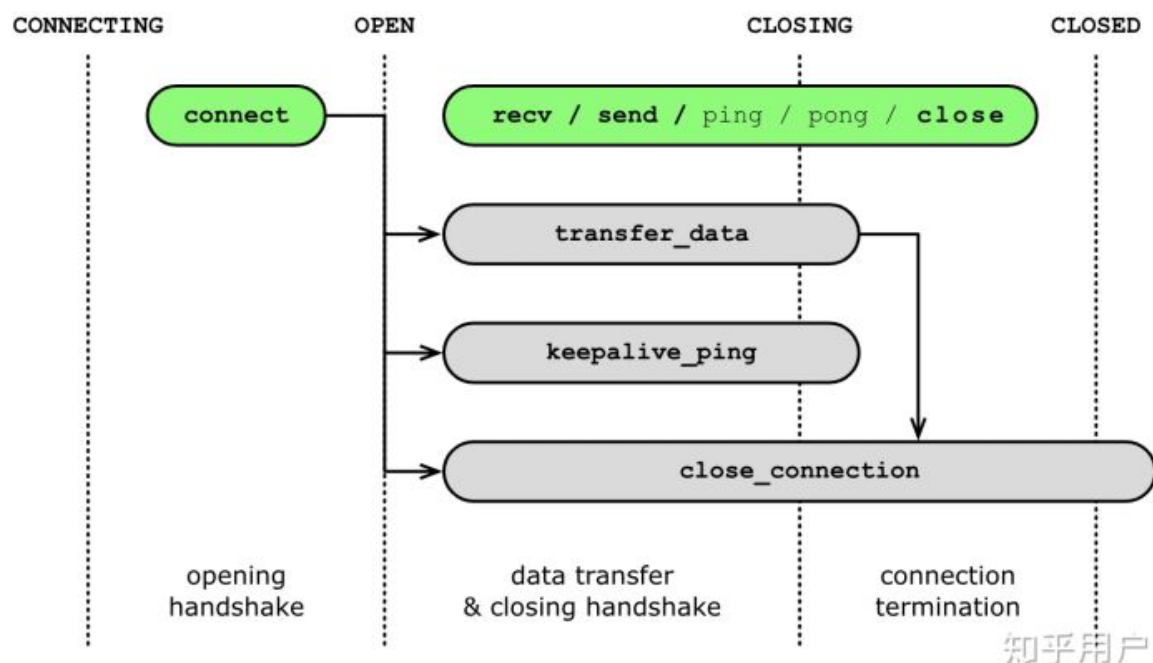 CONNECTING OPEN CLOSING CLOSED
connect
recv / send / ping / pong / close
transfer_data
keepalive_ping
close_connection
opening
handshake
data transfer
& closing handshake
connection
termination
知乎用户